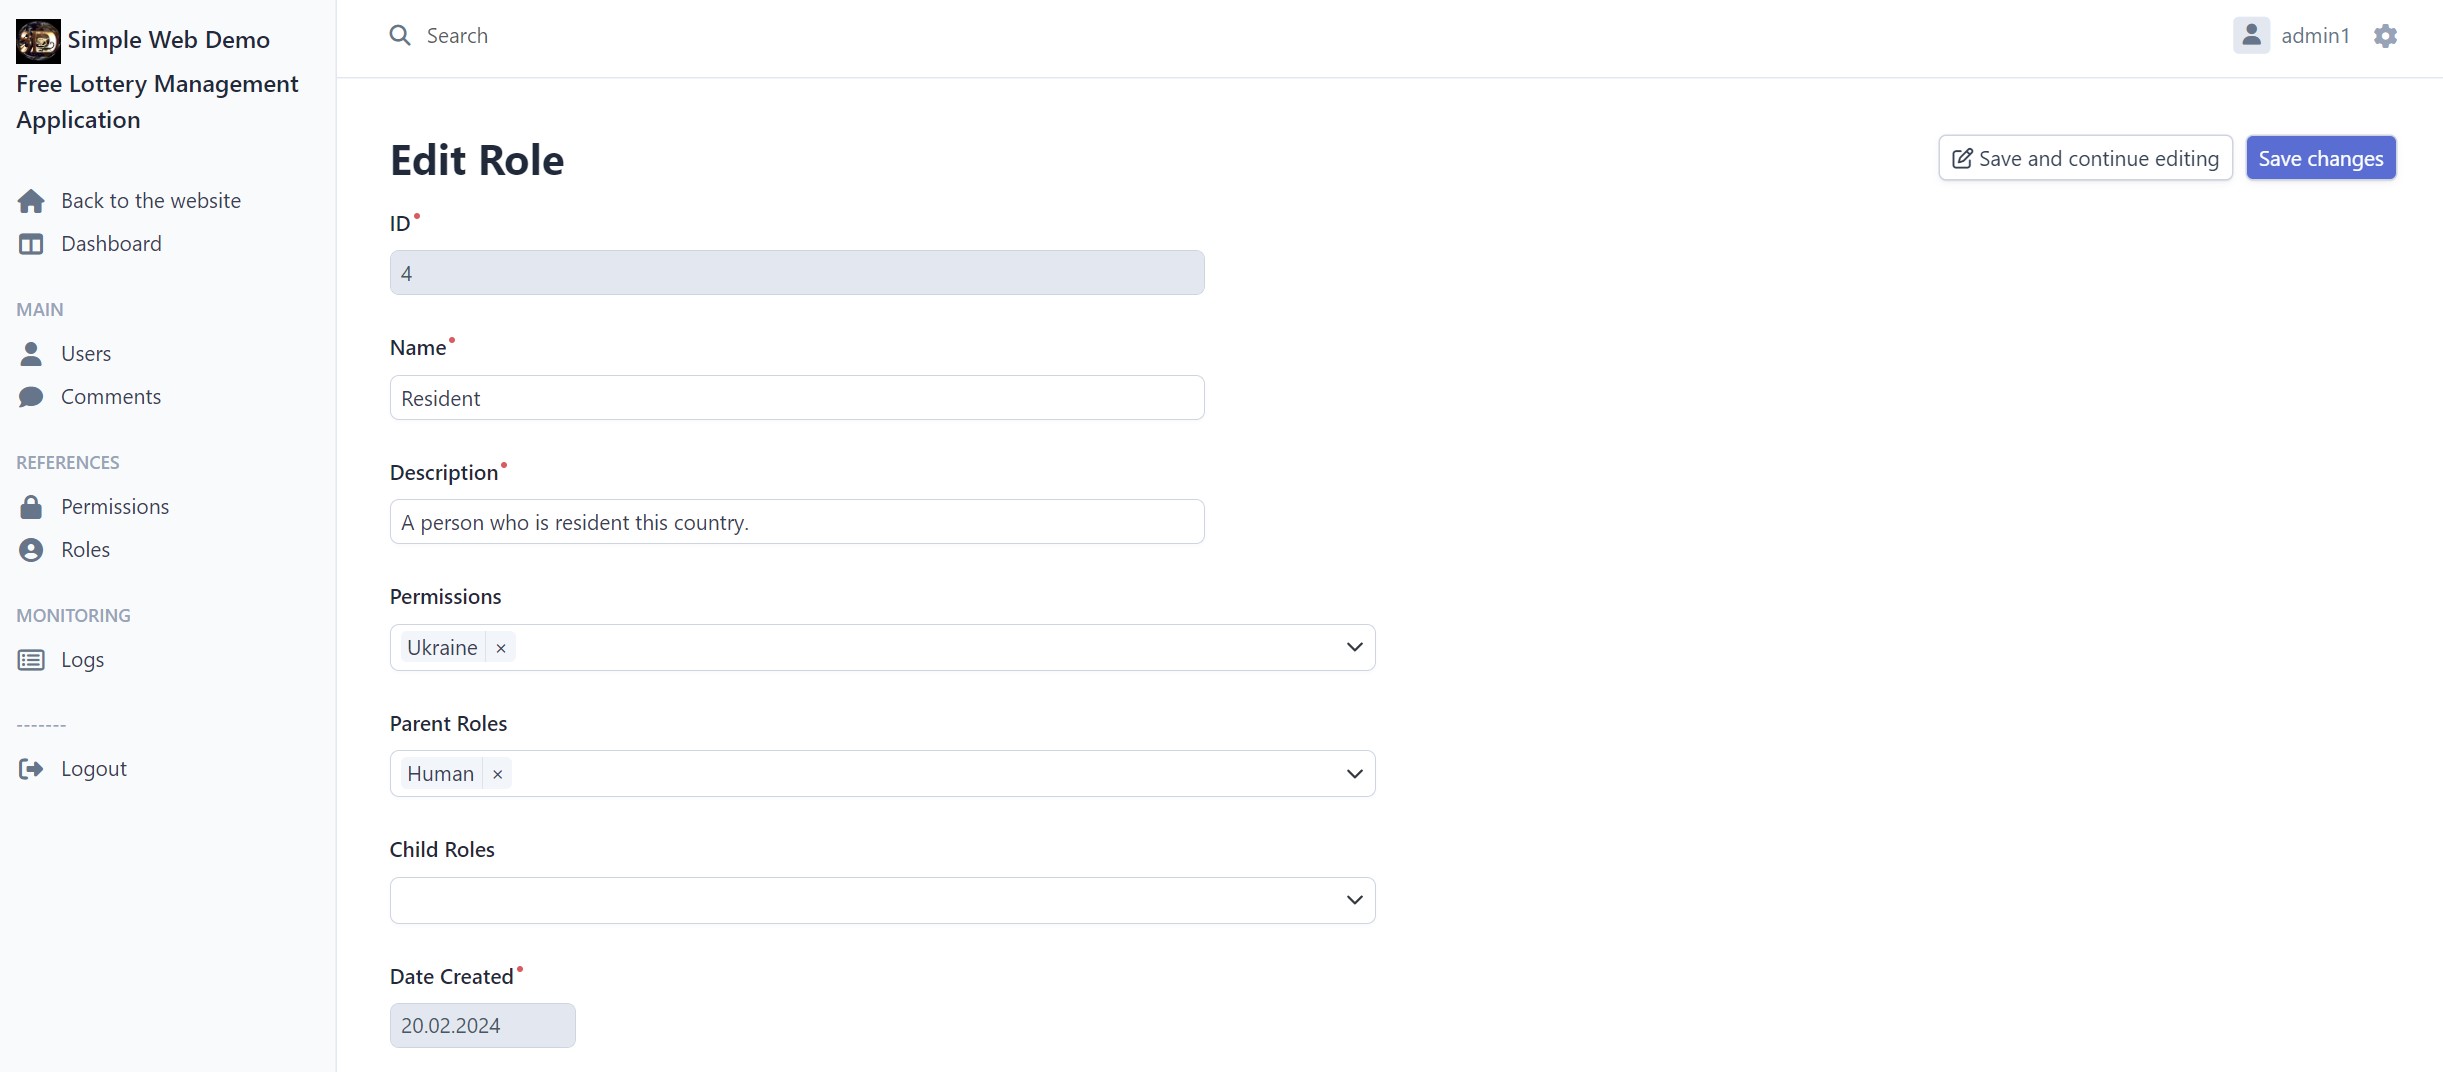 Simple Web Demo
Free Lottery Management
Application
Back to the website
Dashboard
MAIN
Users
Comments
REFERENCES
Permissions
Roles
MONITORING
Logs
-------
Logout
Search
admin1
Edit Role
Save and continue editing
Save changes
ID
4
Name
Resident
Description
A person who is resident this country.
Permissions
Ukraine ×
Parent Roles
Human ×
Child Roles
Date Created
20.02.2024